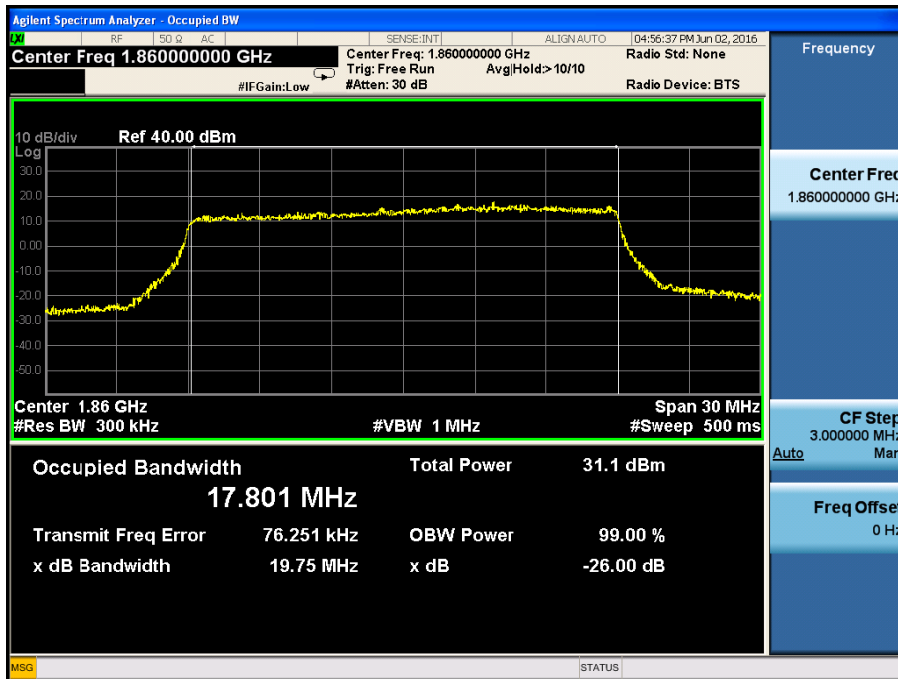 Agilent Spectrum Analyzer - Occupied BW
LXI RF 50 Ω AC SENSE:INT ALIGN AUTO 04:56:37 PM Jun 02, 2016
Center Freq 1.860000000 GHz
Center Freq: 1.860000000 GHz Radio Std: None
Trig: Free Run Avg|Hold:> 10/10
#IFGain:Low #Atten: 30 dB Radio Device: BTS
10 dB/div Ref 40.00 dBm
Log
30.0
20.0
10.0
0.00
-10.0
-20.0
-30.0
-40.0
-50.0
Center 1.86 GHz Span 30 MHz
#Res BW 300 kHz #VBW 1 MHz #Sweep 500 ms
Occupied Bandwidth Total Power 31.1 dBm
17.801 MHz
Transmit Freq Error 76.251 kHz OBW Power 99.00 %
x dB Bandwidth 19.75 MHz x dB -26.00 dB
Frequency
Center Freq
1.860000000 GHz
CF Step
3.000000 MHz
Auto Man
Freq Offset
0 Hz
MSG STATUS